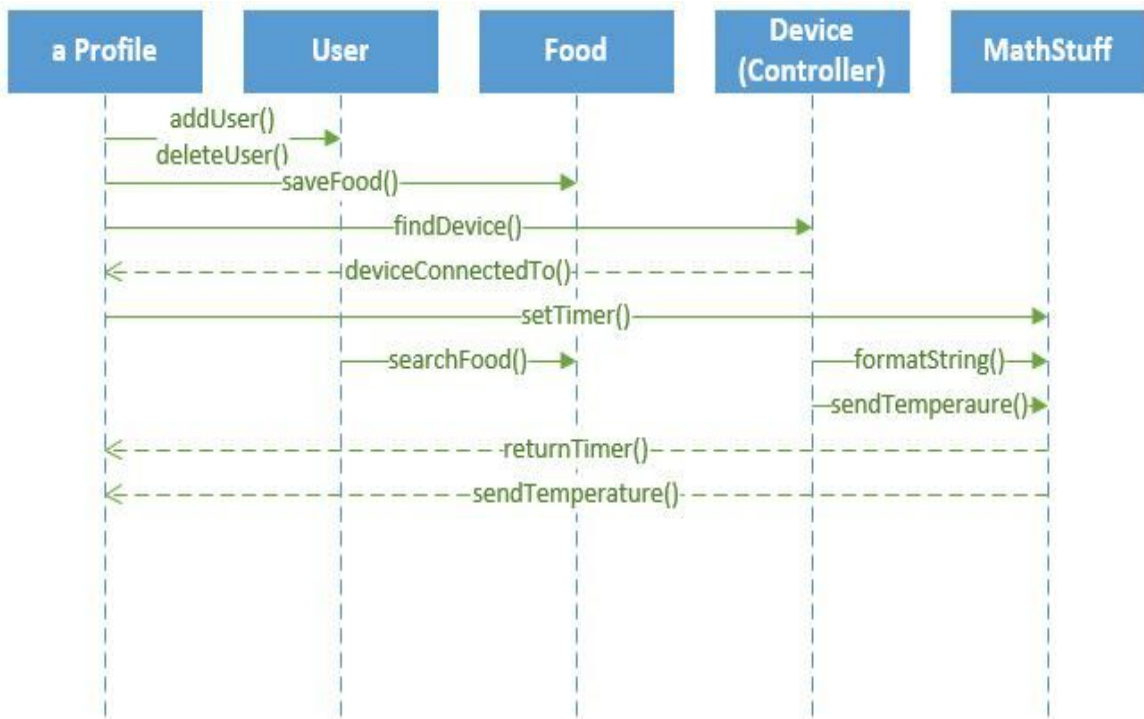 a Profile
User
Food
Device
(Controller)
MathStuff
addUser()
deleteUser()
saveFood()
findDevice()
deviceConnectedTo()
setTimer()
searchFood()
formatString()
sendTemperaure()
returnTimer()
sendTemperature()